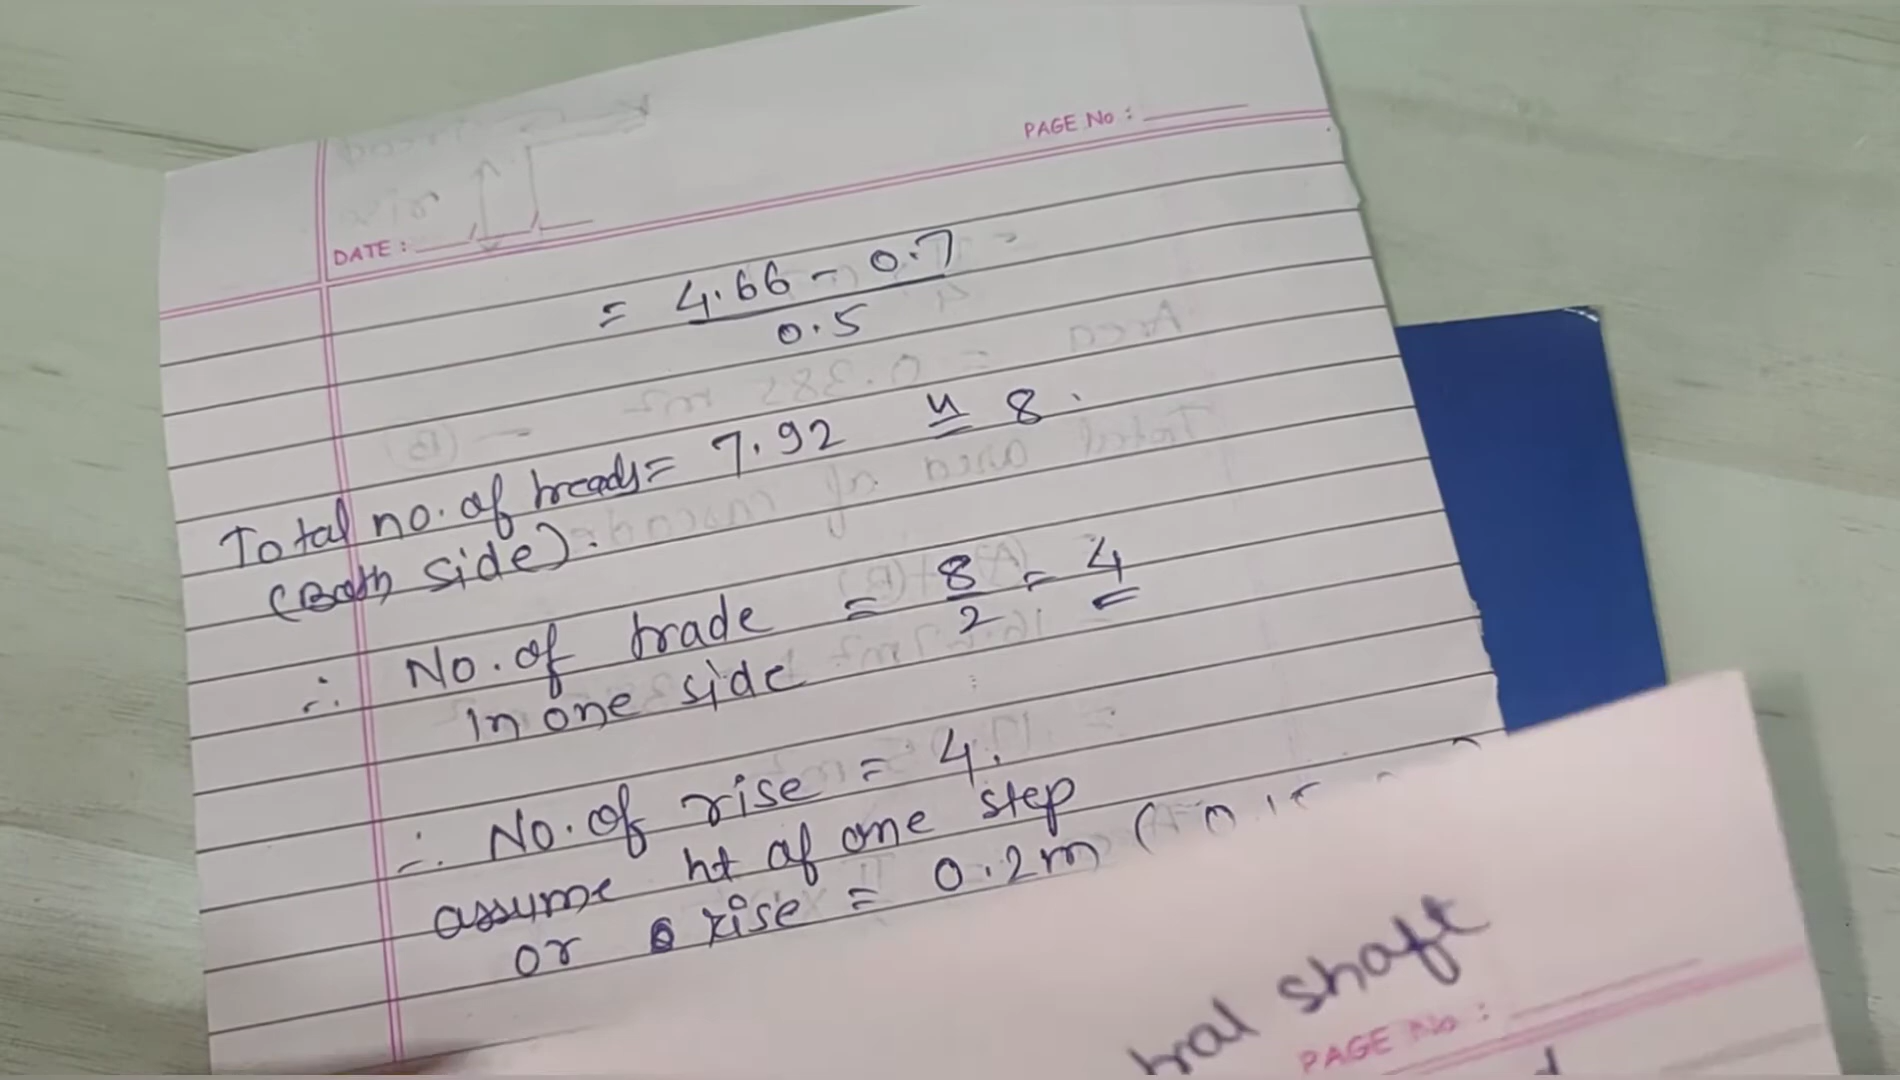 PAGE No :
DATE :
= 4.66 - 0.7
0.5
Total no. of treads = 7.92 ≃ 8.
(Both side).
∴ No. of trade = 8/2 = 4
in one side
∴ No. of rise = 4.
assume ht of one step
or rise = 0.2m (
shaft
PAGE No :